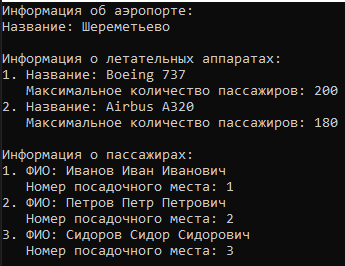 Информация об аэропорте:
Название: Шереметьево
Информация о летательных аппаратах:
1. Название: Boeing 737
Максимальное количество пассажиров: 200
2. Название: Airbus A320
Максимальное количество пассажиров: 180
Информация о пассажирах:
1. ФИО: Иванов Иван Иванович
Номер посадочного места: 1
2. ФИО: Петров Петр Петрович
Номер посадочного места: 2
3. ФИО: Сидоров Сидор Сидорович
Номер посадочного места: 3